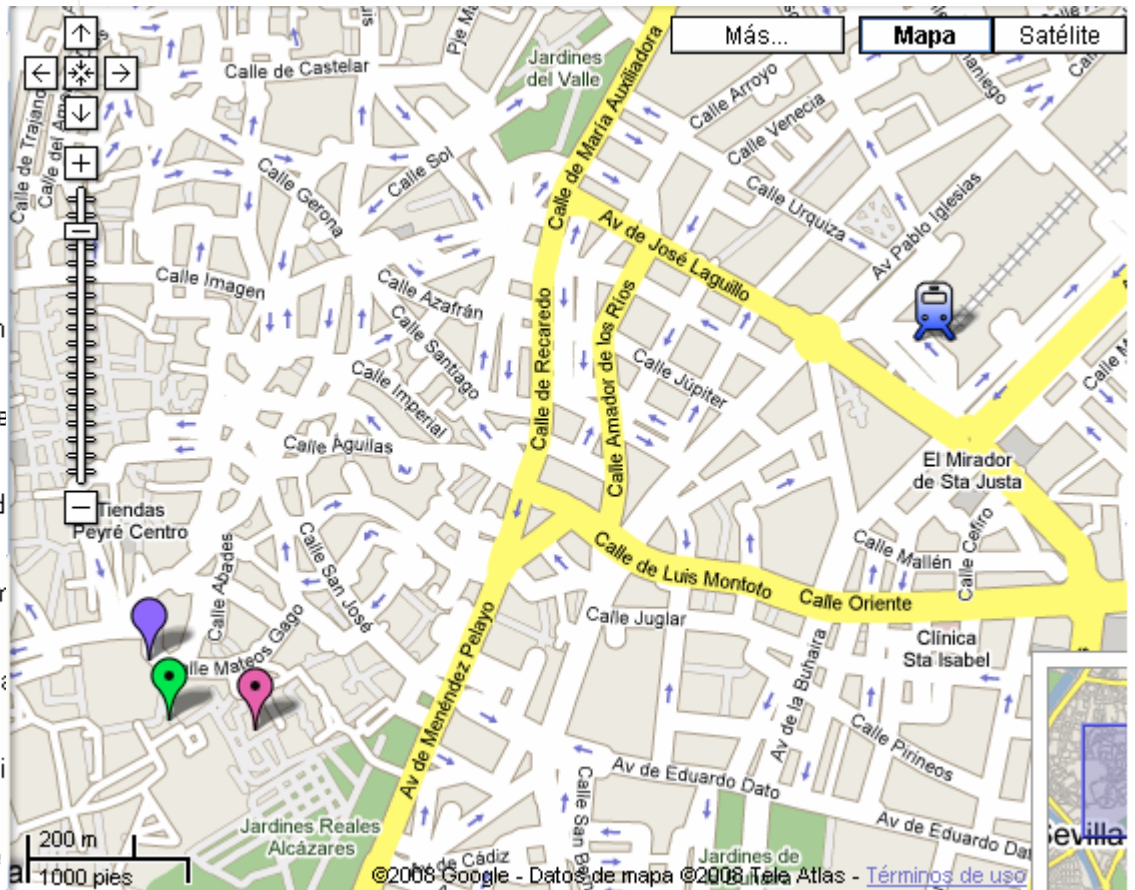 Más...
Mapa
Satélite
Jardines
del Valle
Calle de Castelar
Calle de María Auxiliadora
Calle Arroyo
Calle Venecia
Calle de Trajano
Calle Sol
Calle Gerona
Calle Urquiza
Av Pablo Iglesias
Av de José Laguillo
Calle Imagen
Calle Azafrán
Calle Santiago
Calle Imperial
Calle de Recaredo
Calle Amador de los Ríos
Calle Júpiter
Calle Águilas
El Mirador
de Sta Justa
Tiendas
Peyré Centro
Calle Abades
Calle San José
Calle Mallén
Calle Cefiro
Calle de Luis Montoto
Calle Oriente
Calle Juglar
Clínica
Sta Isabel
alle Mateos Gago
Av de Menéndez Pelayo
Av de la Buhaira
Calle Pirineos
Av de Eduardo Dato
Av de Eduardo Dat
Jardines Reales
Alcázares
Sevilla
200 m
1000 pies
Av de Cádiz
Jardines de
©2008 Google - Datos de mapa ©2008 Tele Atlas - Términos de uso